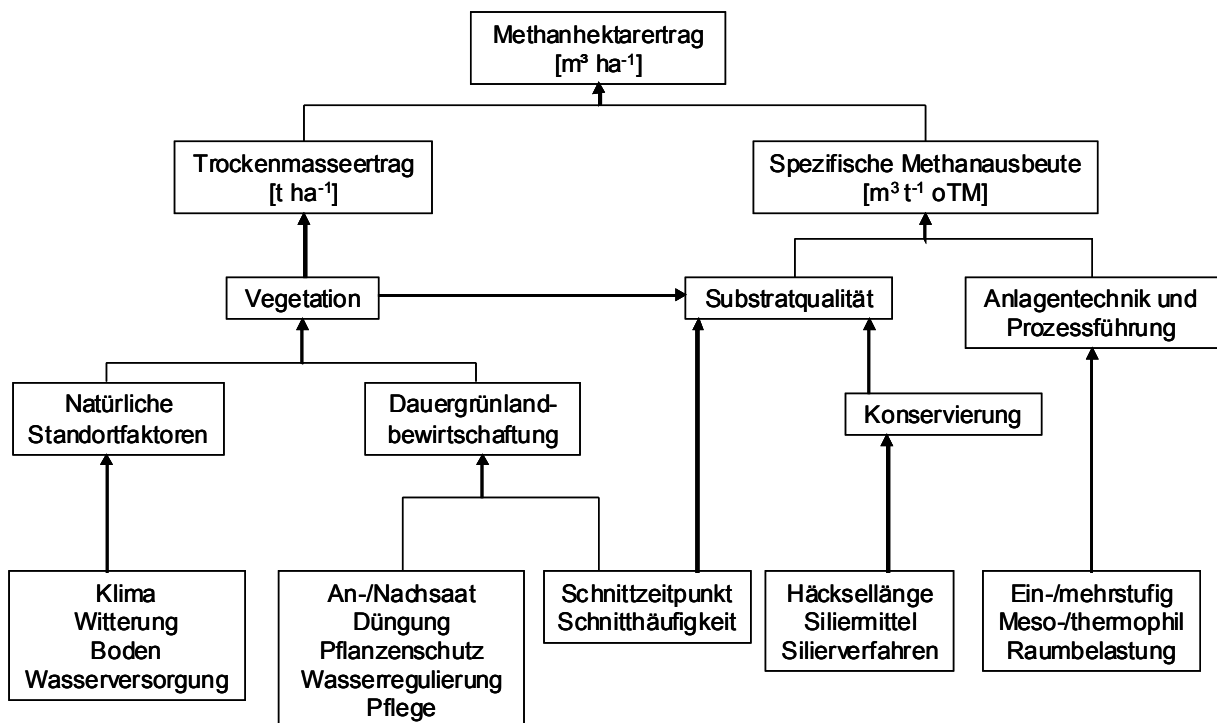 Methanhektarertrag
[m³ ha⁻¹]
Trockenmasseertrag
[t ha⁻¹]
Spezifische Methanausbeute
[m³ t⁻¹ oTM]
Vegetation
Substratqualität
Anlagentechnik und
Prozessführung
Natürliche
Standortfaktoren
Dauergrünland-
bewirtschaftung
Konservierung
Klima
Witterung
Boden
Wasserversorgung
An-/Nachsaat
Düngung
Pflanzenschutz
Wasserregulierung
Pflege
Schnittzeitpunkt
Schnitthäufigkeit
Häcksellänge
Siliermittel
Silierverfahren
Ein-/mehrstufig
Meso-/thermophil
Raumbelastung